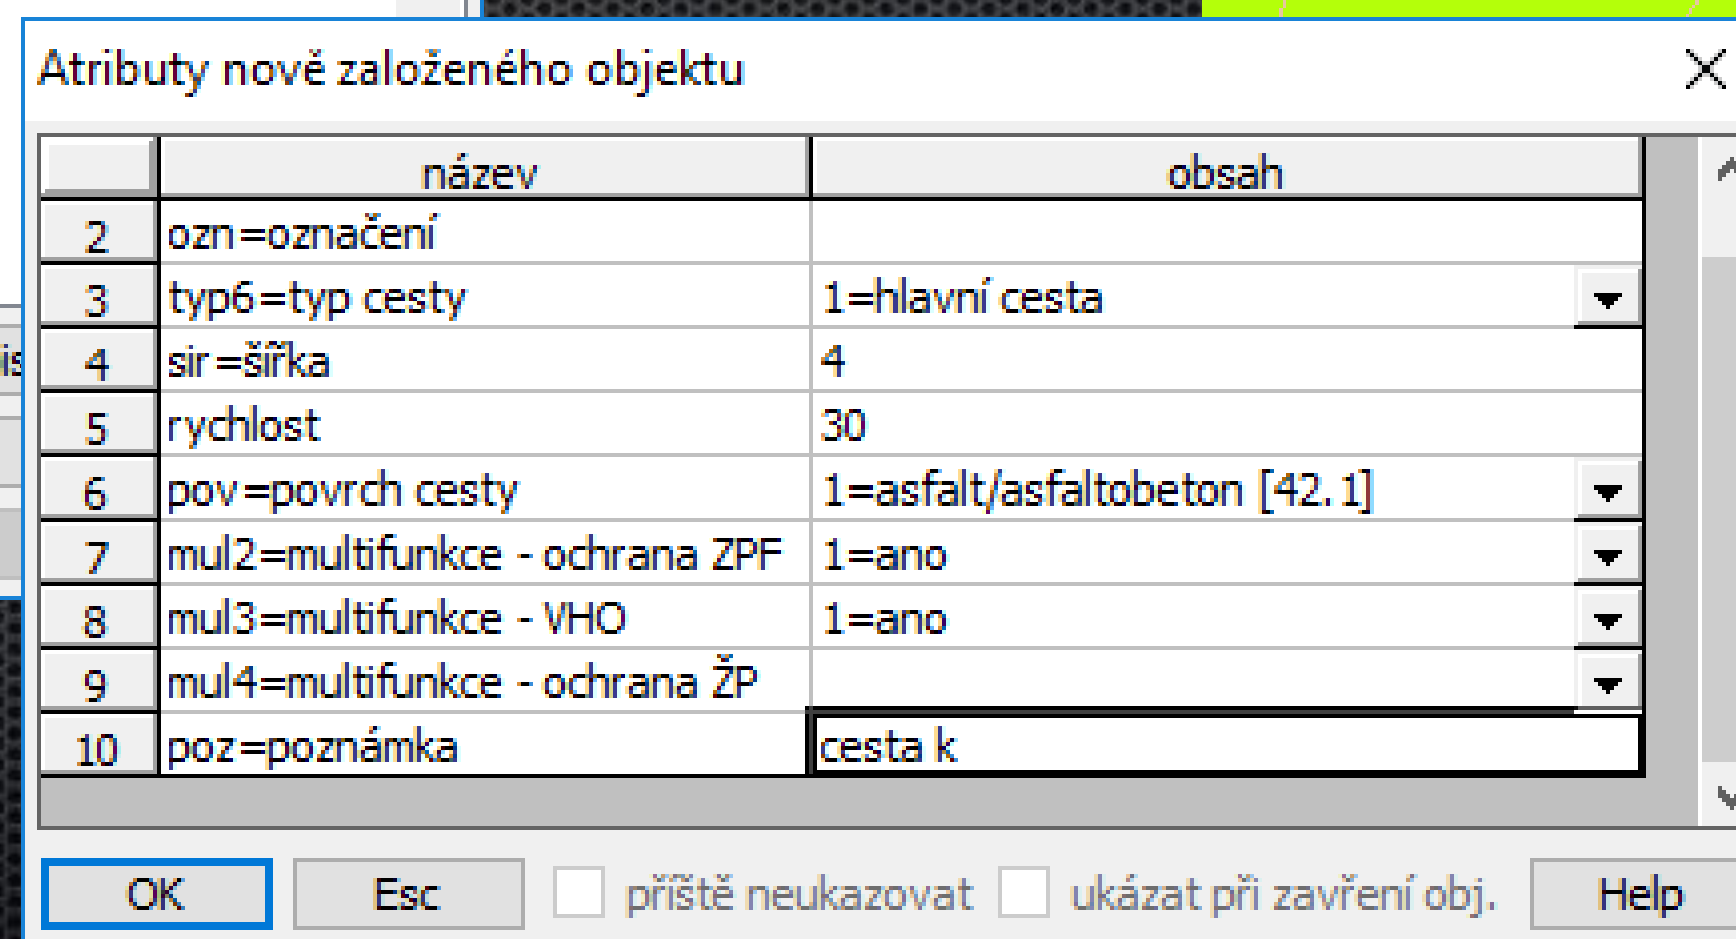 Atributy nově založeného objektu
název obsah
2 ozn=označení
3 typ6=typ cesty 1=hlavní cesta
4 sir=šířka 4
5 rychlost 30
6 pov=povrch cesty 1=asfalt/asfaltobeton [42.1]
7 mul2=multifunkce - ochrana ZPF 1=ano
8 mul3=multifunkce - VHO 1=ano
9 mul4=multifunkce - ochrana ŽP
10 poz=poznámka cesta k
OK Esc příště neukazovat ukázat při zavření obj. Help